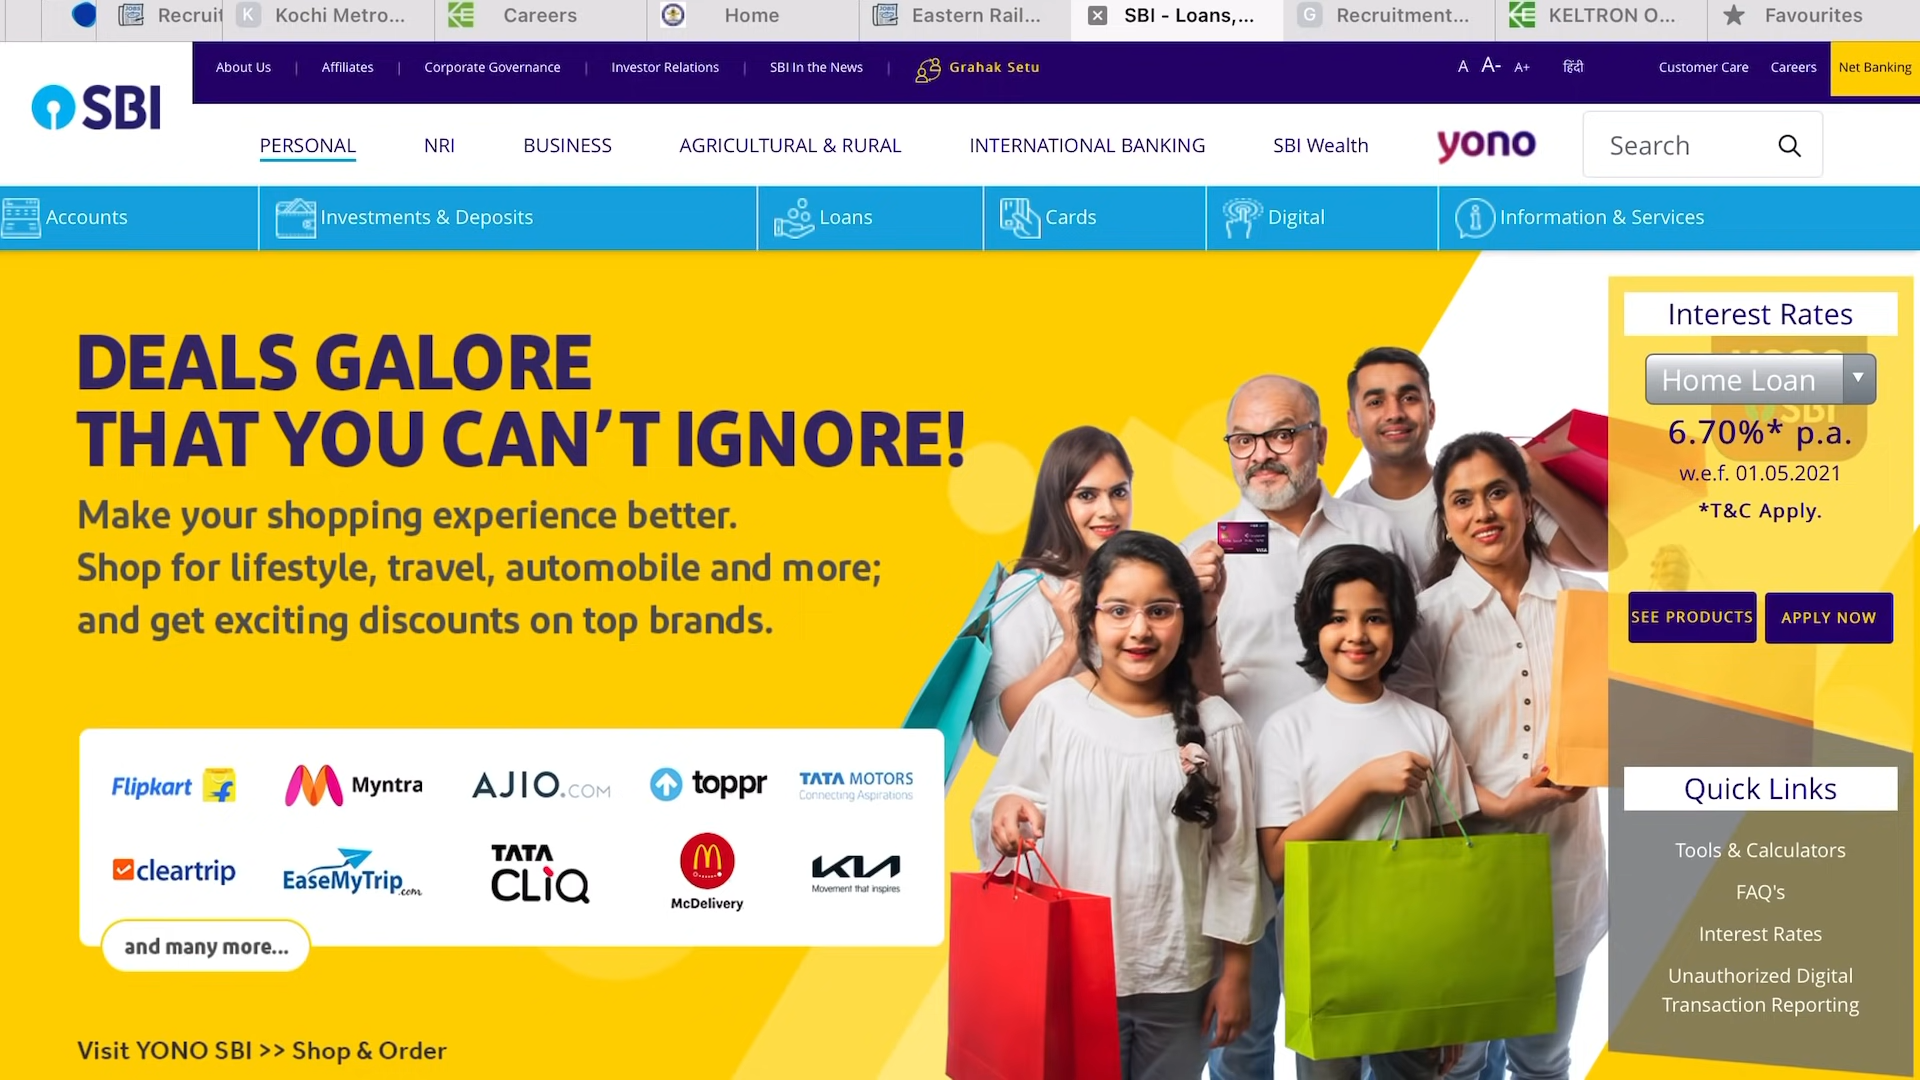 Recruit
K Kochi Metro...
Careers
Home
Eastern Rail...
SBI - Loans,...
G Recruitment...
KELTRON O...
Favourites
About Us | Affiliates | Corporate Governance | Investor Relations | SBI In the News | Grahak Setu
A A- A+ हिंदी Customer Care Careers Net Banking
SBI
PERSONAL NRI BUSINESS AGRICULTURAL & RURAL INTERNATIONAL BANKING SBI Wealth yono Search
Accounts Investments & Deposits Loans Cards Digital Information & Services
DEALS GALORE
THAT YOU CAN'T IGNORE!
Make your shopping experience better.
Shop for lifestyle, travel, automobile and more;
and get exciting discounts on top brands.
Flipkart Myntra AJIO.COM toppr TATA MOTORS
Connecting Aspirations
cleartrip EaseMyTrip.com TATA CLiQ McDelivery KIA
Movement that inspires
and many more...
Visit YONO SBI >> Shop & Order
Interest Rates
Home Loan
SBI
6.70%* p.a.
w.e.f. 01.05.2021
*T&C Apply.
SEE PRODUCTS APPLY NOW
Quick Links
Tools & Calculators
FAQ's
Interest Rates
Unauthorized Digital
Transaction Reporting